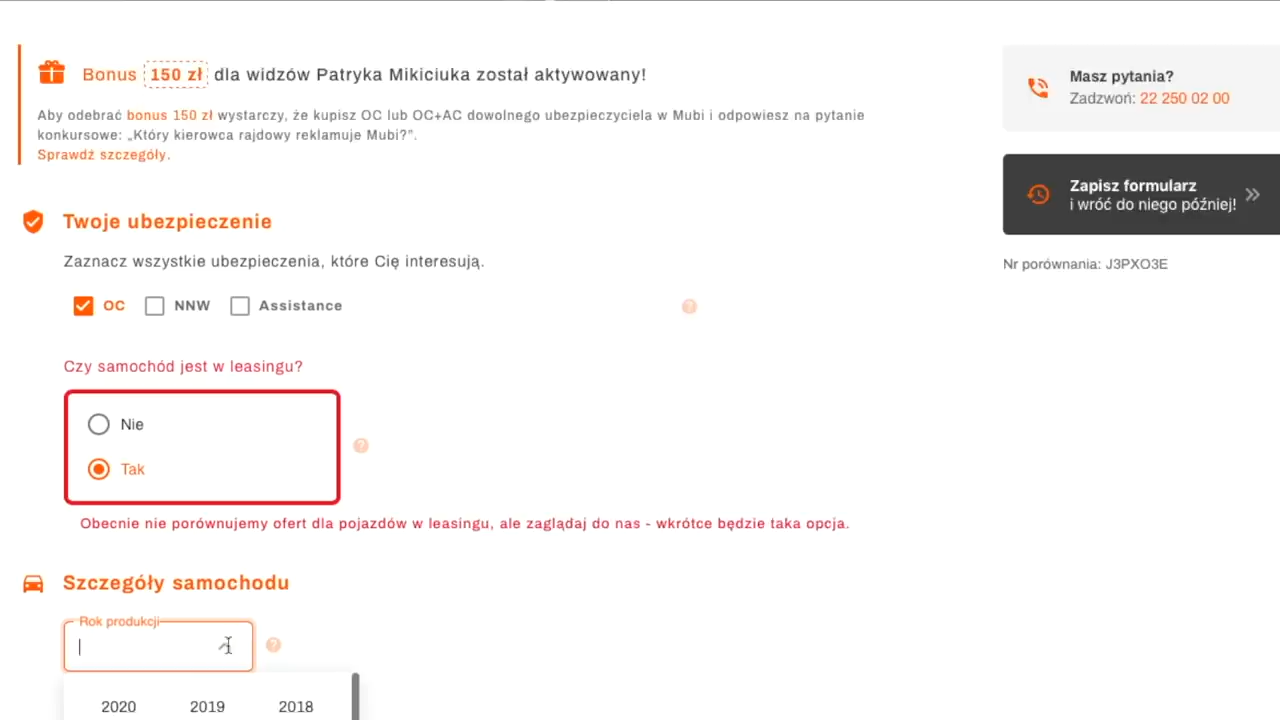 Bonus 150 zł dla widzów Patryka Mikiciuka został aktywowany!
Aby odebrać bonus 150 zł wystarczy, że kupisz OC lub OC+AC dowolnego ubezpieczyciela w Mubi i odpowiesz na pytanie
konkursowe: „Który kierowca rajdowy reklamuje Mubi?”.
Sprawdź szczegóły.
Masz pytania?
Zadzwoń: 22 250 02 00
Zapisz formularz
i wróć do niego później!
Nr porównania: J3PXO3E
Twoje ubezpieczenie
Zaznacz wszystkie ubezpieczenia, które Cię interesują.
OC NNW Assistance ?
Czy samochód jest w leasingu?
Nie
?
Tak
Obecnie nie porównujemy ofert dla pojazdów w leasingu, ale zaglądaj do nas - wkrótce będzie taka opcja.
Szczegóły samochodu
Rok produkcji
?
2020 2019 2018